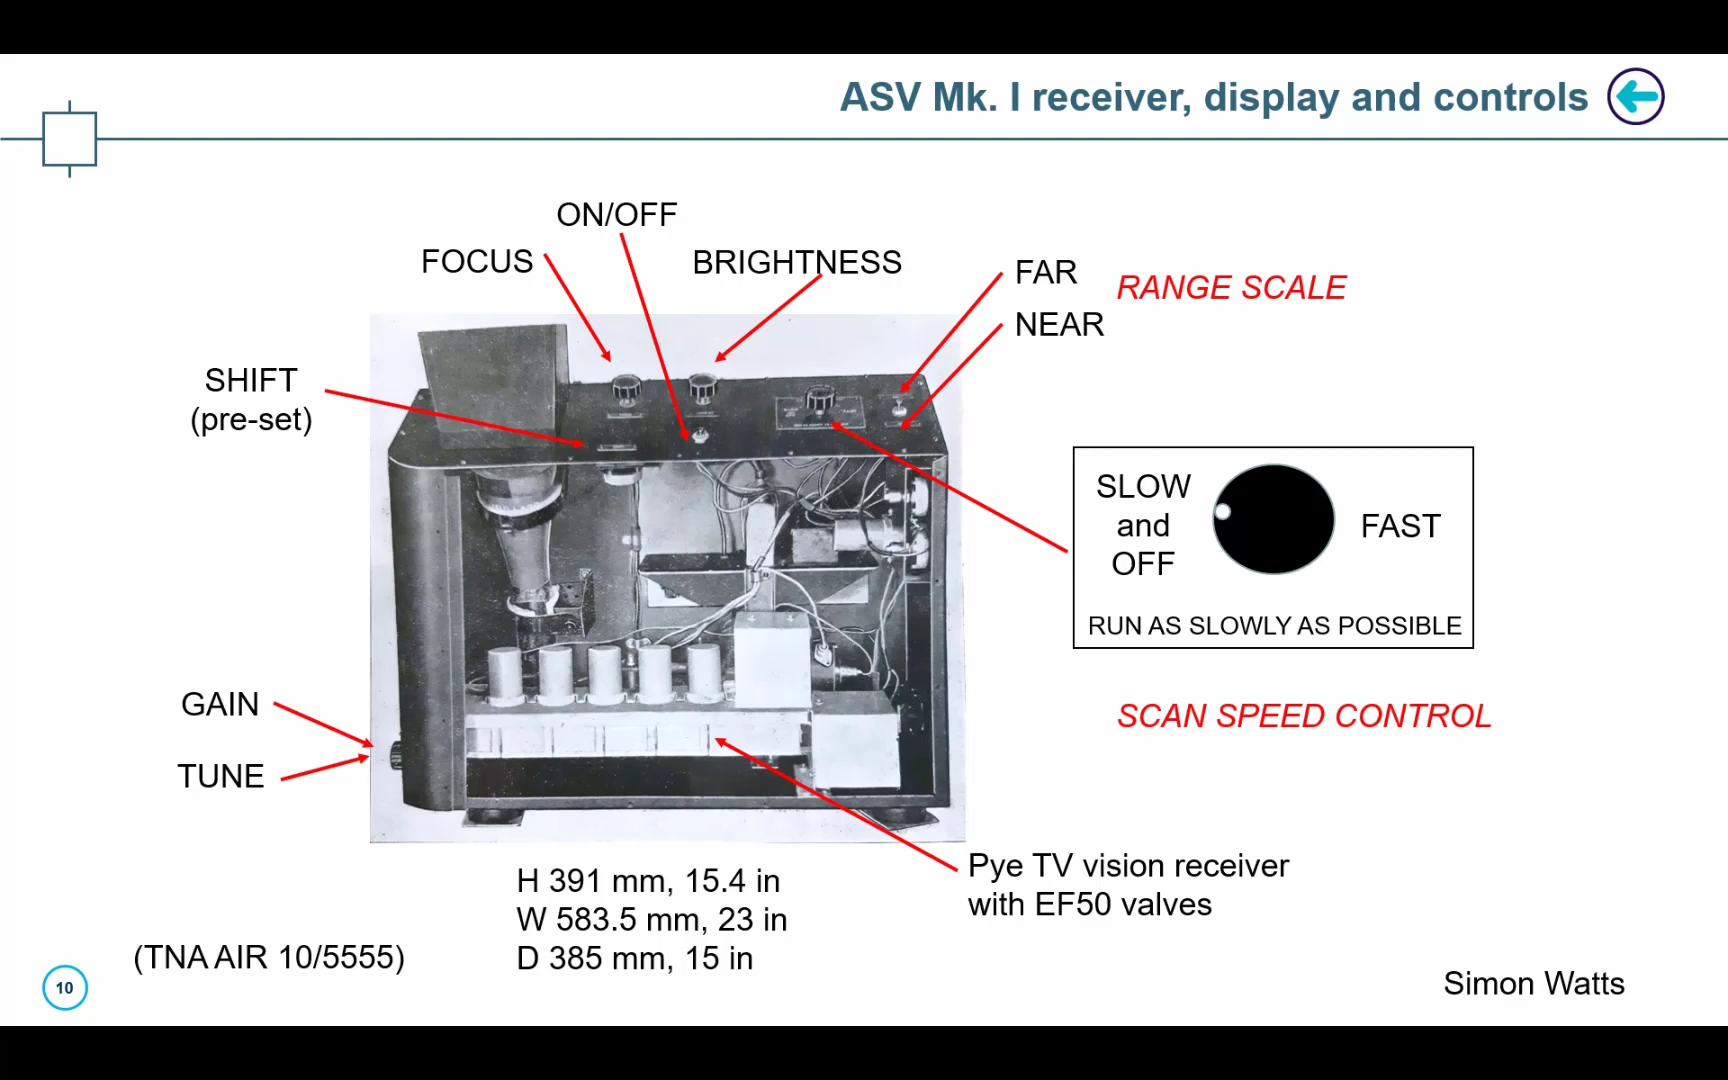 ASV Mk. I receiver, display and controls
ON/OFF
FOCUS
BRIGHTNESS
FAR
RANGE SCALE
NEAR
SHIFT
(pre-set)
SLOW
and
OFF
FAST
RUN AS SLOWLY AS POSSIBLE
GAIN
SCAN SPEED CONTROL
TUNE
Pye TV vision receiver
with EF50 valves
H 391 mm, 15.4 in
W 583.5 mm, 23 in
D 385 mm, 15 in
(TNA AIR 10/5555)
10
Simon Watts